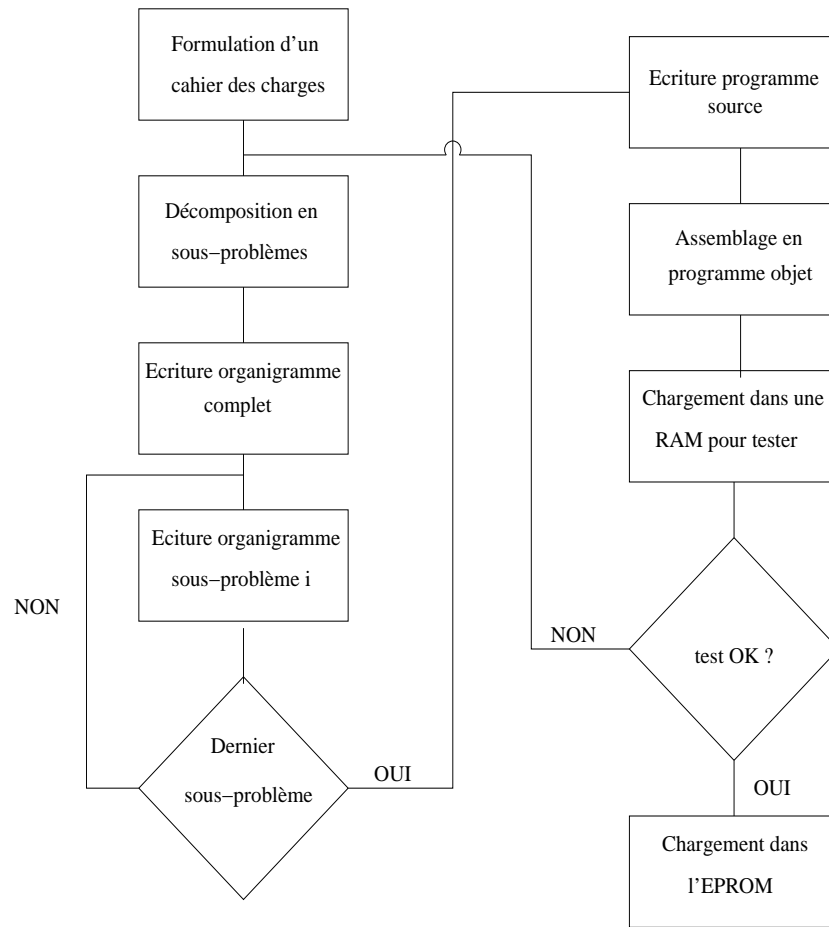 Formulation d'un
cahier des charges
Décomposition en
sous−problèmes
Ecriture organigramme
complet
Eciture organigramme
sous−problème i
NON
Dernier
sous−problème
OUI
Ecriture programme
source
Assemblage en
programme objet
Chargement dans une
RAM pour tester
NON
test OK ?
OUI
Chargement dans
l'EPROM